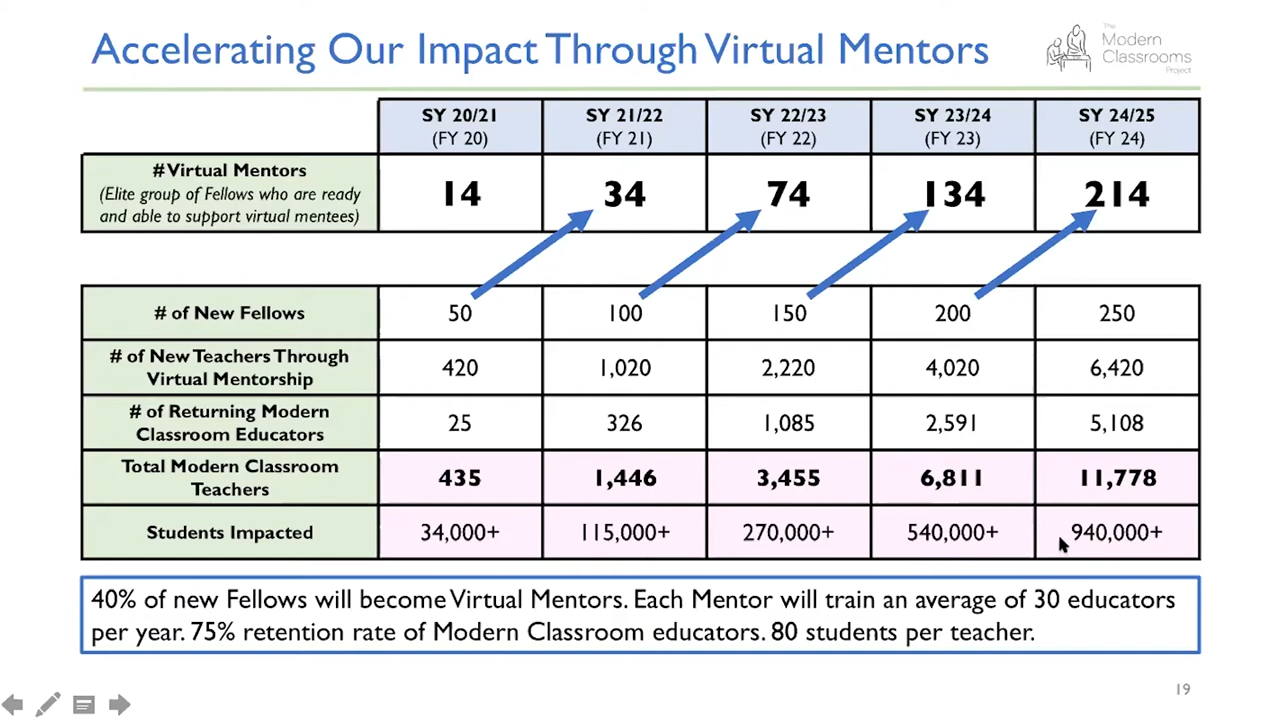 Accelerating Our Impact Through Virtual Mentors
The
Modern
Classrooms
Project
SY 20/21 SY 21/22 SY 22/23 SY 23/24 SY 24/25
(FY 20) (FY 21) (FY 22) (FY 23) (FY 24)
# Virtual Mentors
(Elite group of Fellows who are ready
and able to support virtual mentees)
14 34 74 134 214
# of New Fellows 50 100 150 200 250
# of New Teachers Through
Virtual Mentorship
420 1,020 2,220 4,020 6,420
# of Returning Modern
Classroom Educators
25 326 1,085 2,591 5,108
Total Modern Classroom
Teachers
435 1,446 3,455 6,811 11,778
Students Impacted 34,000+ 115,000+ 270,000+ 540,000+ 940,000+
40% of new Fellows will become Virtual Mentors. Each Mentor will train an average of 30 educators
per year. 75% retention rate of Modern Classroom educators. 80 students per teacher.
19